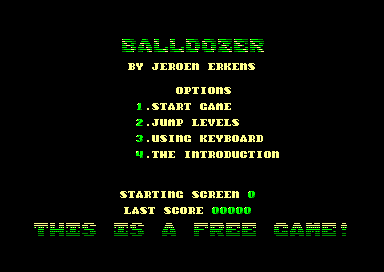 BALLDOZER
BY JEROEN ERKENS
OPTIONS
1.START GAME
2.JUMP LEVELS
3.USING KEYBOARD
4.THE INTRODUCTION
STARTING SCREEN 0
LAST SCORE 00000
THIS IS A FREE GAME!